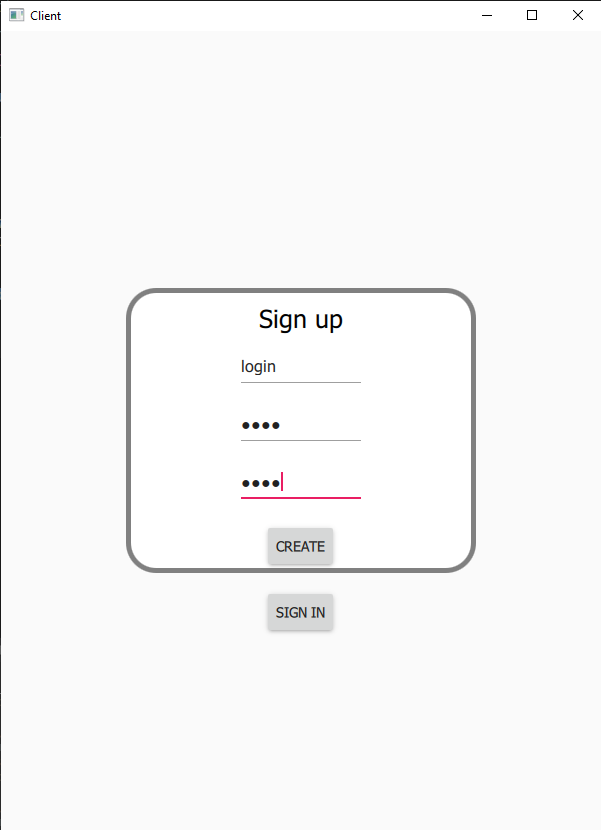 Client
Sign up
login
••••
••••
CREATE
SIGN IN